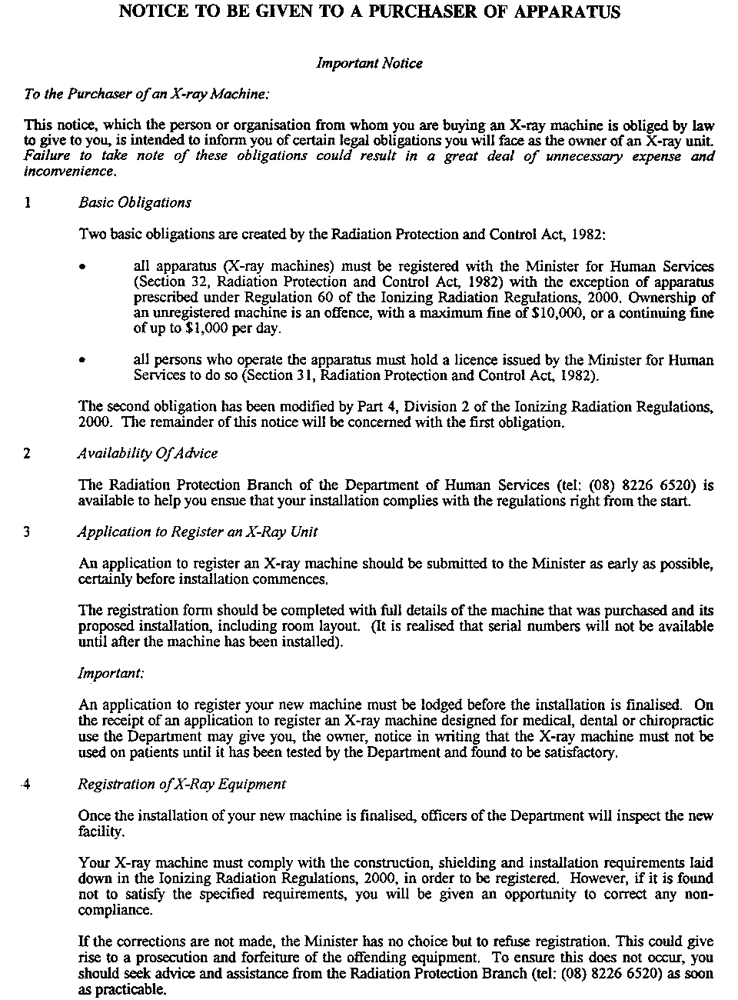 NOTICE TO BE GIVEN TO A PURCHASER OF APPARATUS
Important Notice
To the Purchaser of an X-ray Machine:
This notice, which the person or organisation from whom you are buying an X-ray machine is obliged by law
to give to you, is intended to inform you of certain legal obligations you will face as the owner of an X-ray unit.
Failure to take note of these obligations could result in a great deal of unnecessary expense and
inconvenience.
1 Basic Obligations
Two basic obligations are created by the Radiation Protection and Control Act, 1982:
• all apparatus (X-ray machines) must be registered with the Minister for Human Services
(Section 32, Radiation Protection and Control Act, 1982) with the exception of apparatus
prescribed under Regulation 60 of the Ionizing Radiation Regulations, 2000. Ownership of
an unregistered machine is an offence, with a maximum fine of $10,000, or a continuing fine
of up to $1,000 per day.
• all persons who operate the apparatus must hold a licence issued by the Minister for Human
Services to do so (Section 31, Radiation Protection and Control Act, 1982).
The second obligation has been modified by Part 4, Division 2 of the Ionizing Radiation Regulations,
2000. The remainder of this notice will be concerned with the first obligation.
2 Availability Of Advice
The Radiation Protection Branch of the Department of Human Services (tel: (08) 8226 6520) is
available to help you ensue that your installation complies with the regulations right from the start.
3 Application to Register an X-Ray Unit
An application to register an X-ray machine should be submitted to the Minister as early as possible,
certainly before installation commences.
The registration form should be completed with full details of the machine that was purchased and its
proposed installation, including room layout. (It is realised that serial numbers will not be available
until after the machine has been installed).
Important:
An application to register your new machine must be lodged before the installation is finalised. On
the receipt of an application to register an X-ray machine designed for medical, dental or chiropractic
use the Department may give you, the owner, notice in writing that the X-ray machine must not be
used on patients until it has been tested by the Department and found to be satisfactory.
4 Registration of X-Ray Equipment
Once the installation of your new machine is finalised, officers of the Department will inspect the new
facility.
Your X-ray machine must comply with the construction, shielding and installation requirements laid
down in the Ionizing Radiation Regulations, 2000, in order to be registered. However, if it is found
not to satisfy the specified requirements, you will be given an opportunity to correct any non-
compliance.
If the corrections are not made, the Minister has no choice but to refuse registration. This could give
rise to a prosecution and forfeiture of the offending equipment. To ensure this does not occur, you
should seek advice and assistance from the Radiation Protection Branch (tel: (08) 8226 6520) as soon
as practicable.